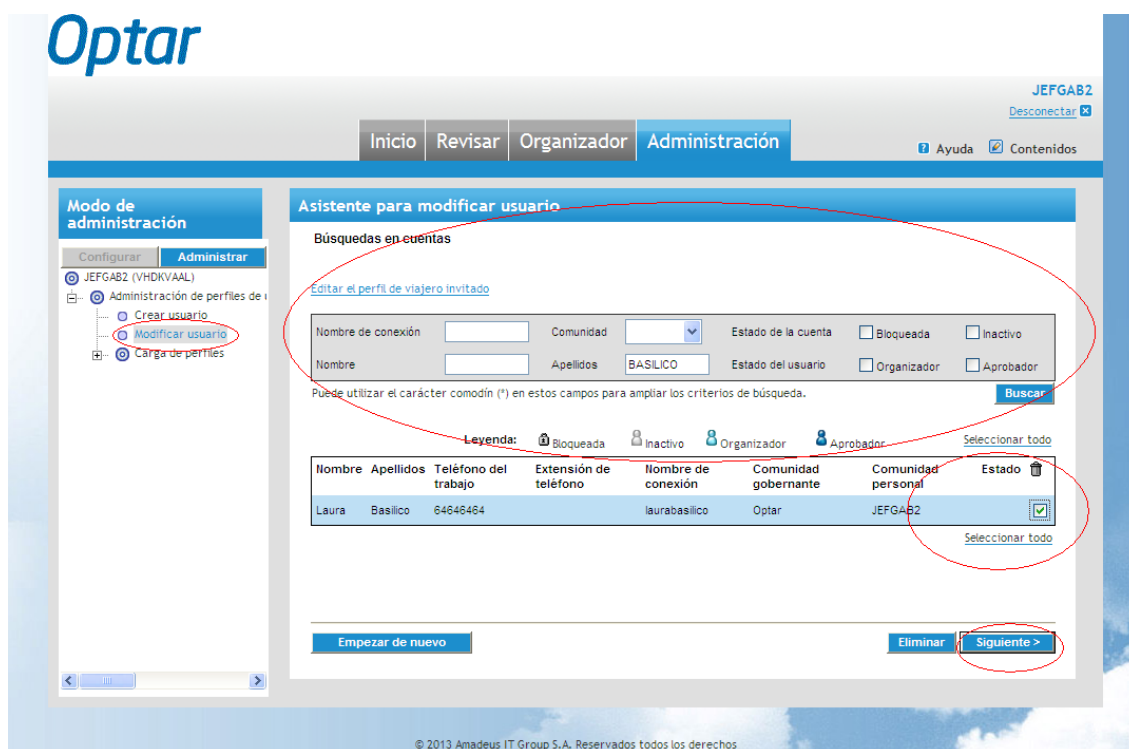 Optar
JEFGAB2
Desconectar
Inicio Revisar Organizador Administración
Ayuda Contenidos
Modo de
administración
Configurar Administrar
JEFGAB2 (VHDKVAAL)
Administración de perfiles de
Crear usuario
Modificar usuario
Carga de perfiles
Asistente para modificar usuario
Búsquedas en cuentas
Editar el perfil de viajero invitado
Nombre de conexión Comunidad Estado de la cuenta Bloqueada Inactivo
Nombre Apellidos BASILICO Estado del usuario Organizador Aprobador
Puede utilizar el carácter comodín (*) en estos campos para ampliar los criterios de búsqueda.
Buscar
Leyenda: Bloqueada Inactivo Organizador Aprobador Seleccionar todo
Nombre Apellidos Teléfono del trabajo Extensión de teléfono Nombre de conexión Comunidad gobernante Comunidad personal Estado
Laura Basilico 64646464 laurabasilico Optar JEFGAB2
Seleccionar todo
Empezar de nuevo Eliminar Siguiente >
© 2013 Amadeus IT Group S.A. Reservados todos los derechos